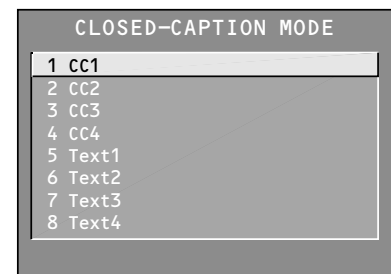 CLOSED–CAPTION MODE
1 CC1
2 CC2
3 CC3
4 CC4
5 Text1
6 Text2
7 Text3
8 Text4